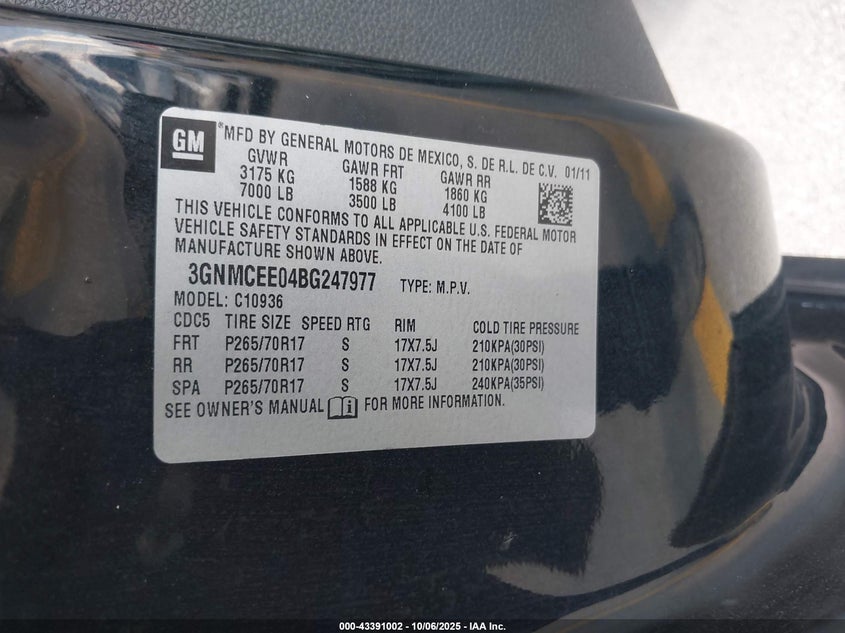 GM
*MFD BY GENERAL MOTORS DE MEXICO, S. DE R.L. DE C.V. 01/11
GVWR GAWR FRT GAWR RR
3175 KG 1588 KG 1860 KG
7000 LB 3500 LB 4100 LB
THIS VEHICLE CONFORMS TO ALL APPLICABLE U.S. FEDERAL MOTOR
VEHICLE SAFETY STANDARDS IN EFFECT ON THE DATE OF
MANUFACTURE SHOWN ABOVE.
3GNMCEE04BG247977 TYPE: M.P.V.
MODEL: C10936
CDC5 TIRE SIZE SPEED RTG RIM COLD TIRE PRESSURE
FRT P265/70R17 S 17X7.5J 210KPA(30PSI)
RR P265/70R17 S 17X7.5J 210KPA(30PSI)
SPA P265/70R17 S 17X7.5J 240KPA(35PSI)
SEE OWNER'S MANUAL FOR MORE INFORMATION.
000-43391002 - 10/06/2025 - IAA Inc.